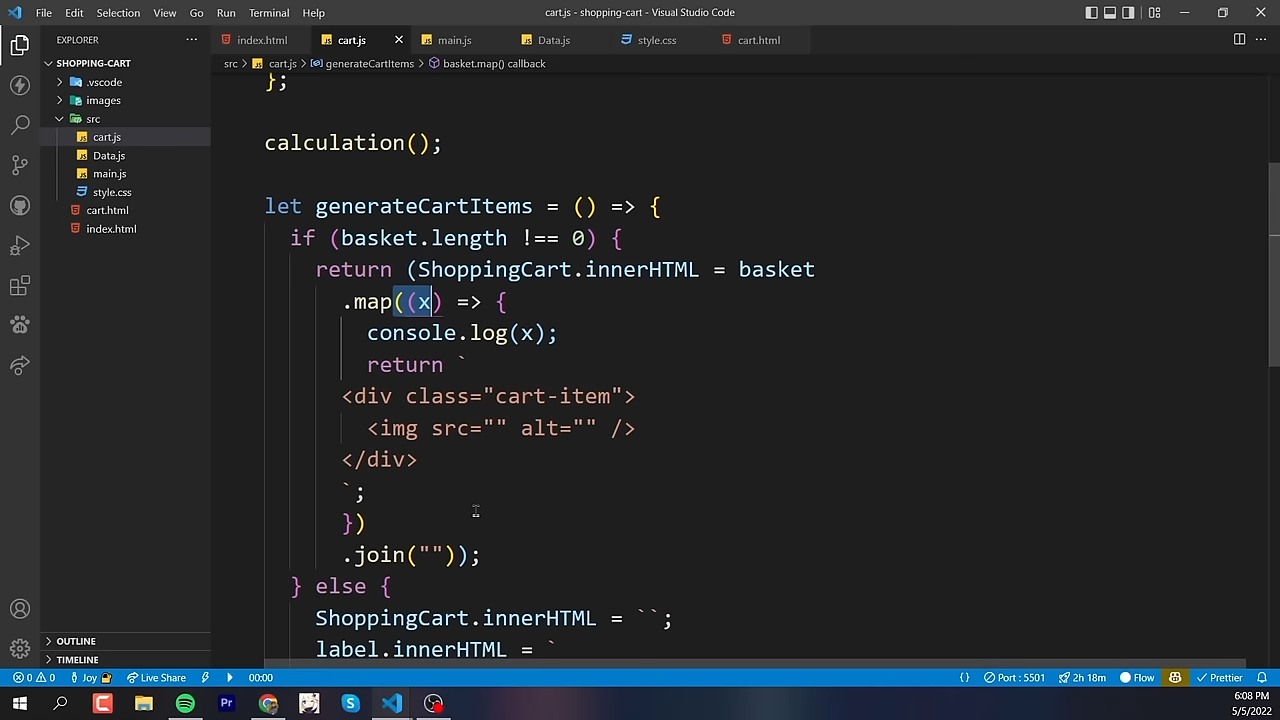 File Edit Selection View Go Run Terminal Help
cart.js - shopping-cart - Visual Studio Code
EXPLORER
SHOPPING-CART
.vscode
images
src
cart.js
Data.js
main.js
style.css
cart.html
index.html
OUTLINE
TIMELINE
index.html cart.js main.js Data.js style.css cart.html
src > cart.js > generateCartItems > basket.map() callback
};
calculation();
let generateCartItems = () => {
if (basket.length !== 0) {
return (ShoppingCart.innerHTML = basket
.map((x) => {
console.log(x);
return `
<div class="cart-item">
<img src="" alt="" />
</div>
`;
})
.join(""));
} else {
ShoppingCart.innerHTML = ``;
label.innerHTML = `
0 0 Joy Live Share 00:00 {} Port : 5501 2h 18m Flow Prettier
6:08 PM
5/5/2022